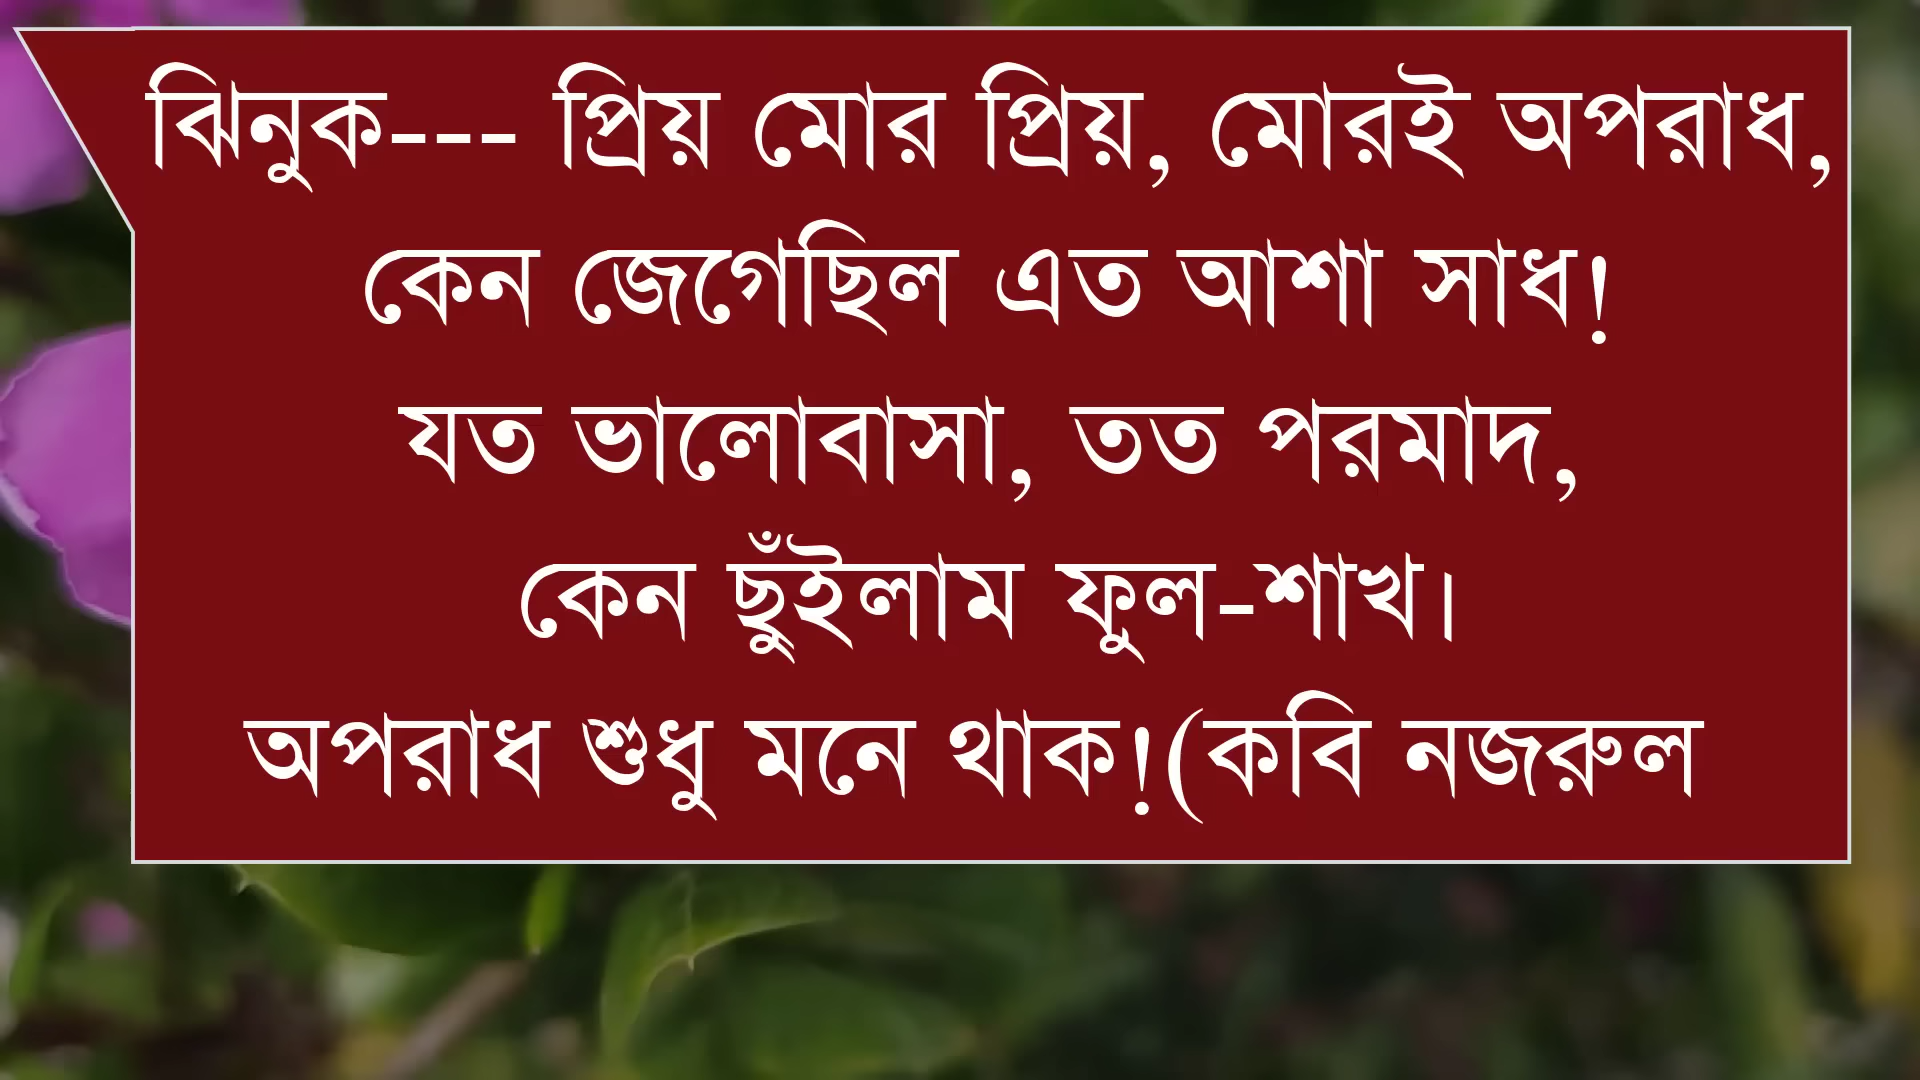 ঝিনুক--- প্রিয় মোর প্রিয়, মোরই অপরাধ,
কেন জেগেছিল এত আশা সাধ!
যত ভালোবাসা, তত পরমাদ,
কেন ছুঁইলাম ফুল-শাখ।
অপরাধ শুধু মনে থাক!(কবি নজরুল